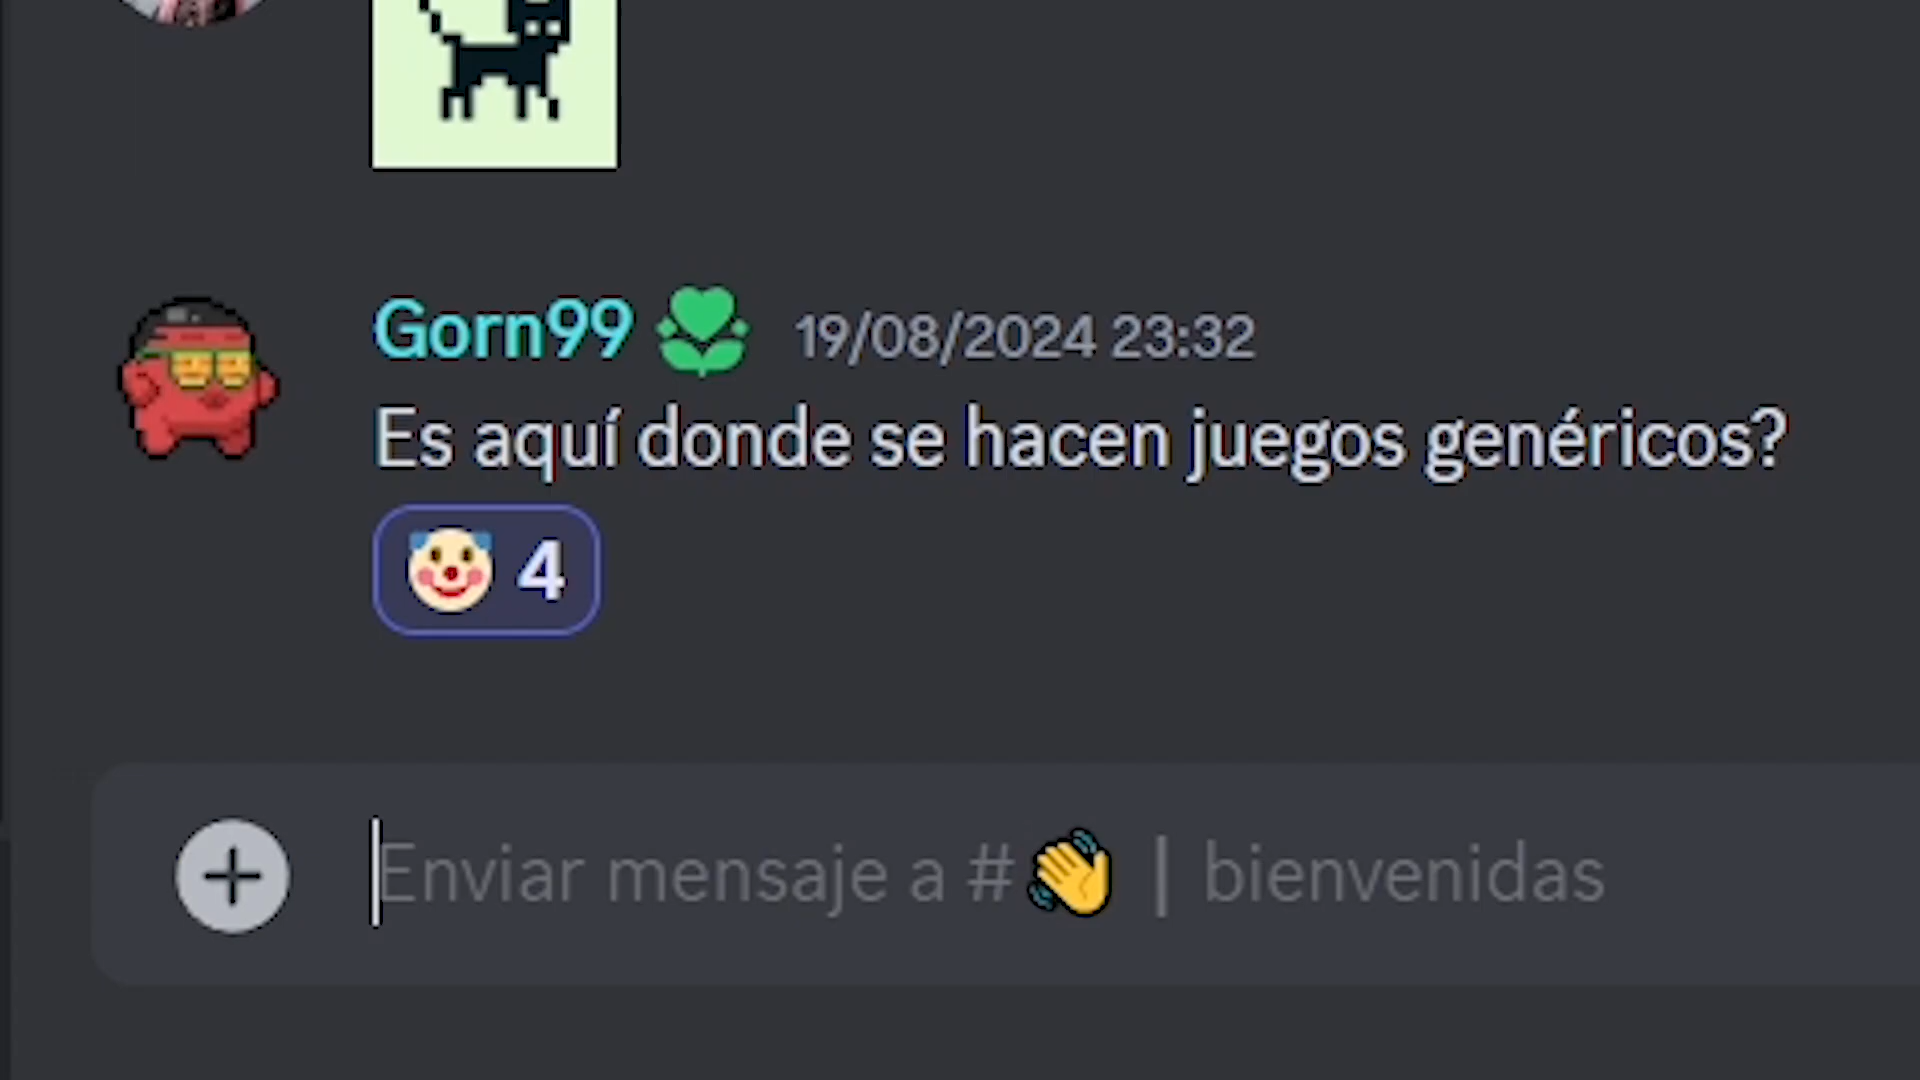 Gorn99 19/08/2024 23:32
Es aquí donde se hacen juegos genéricos?
🤡 4
Enviar mensaje a #👋 | bienvenidas